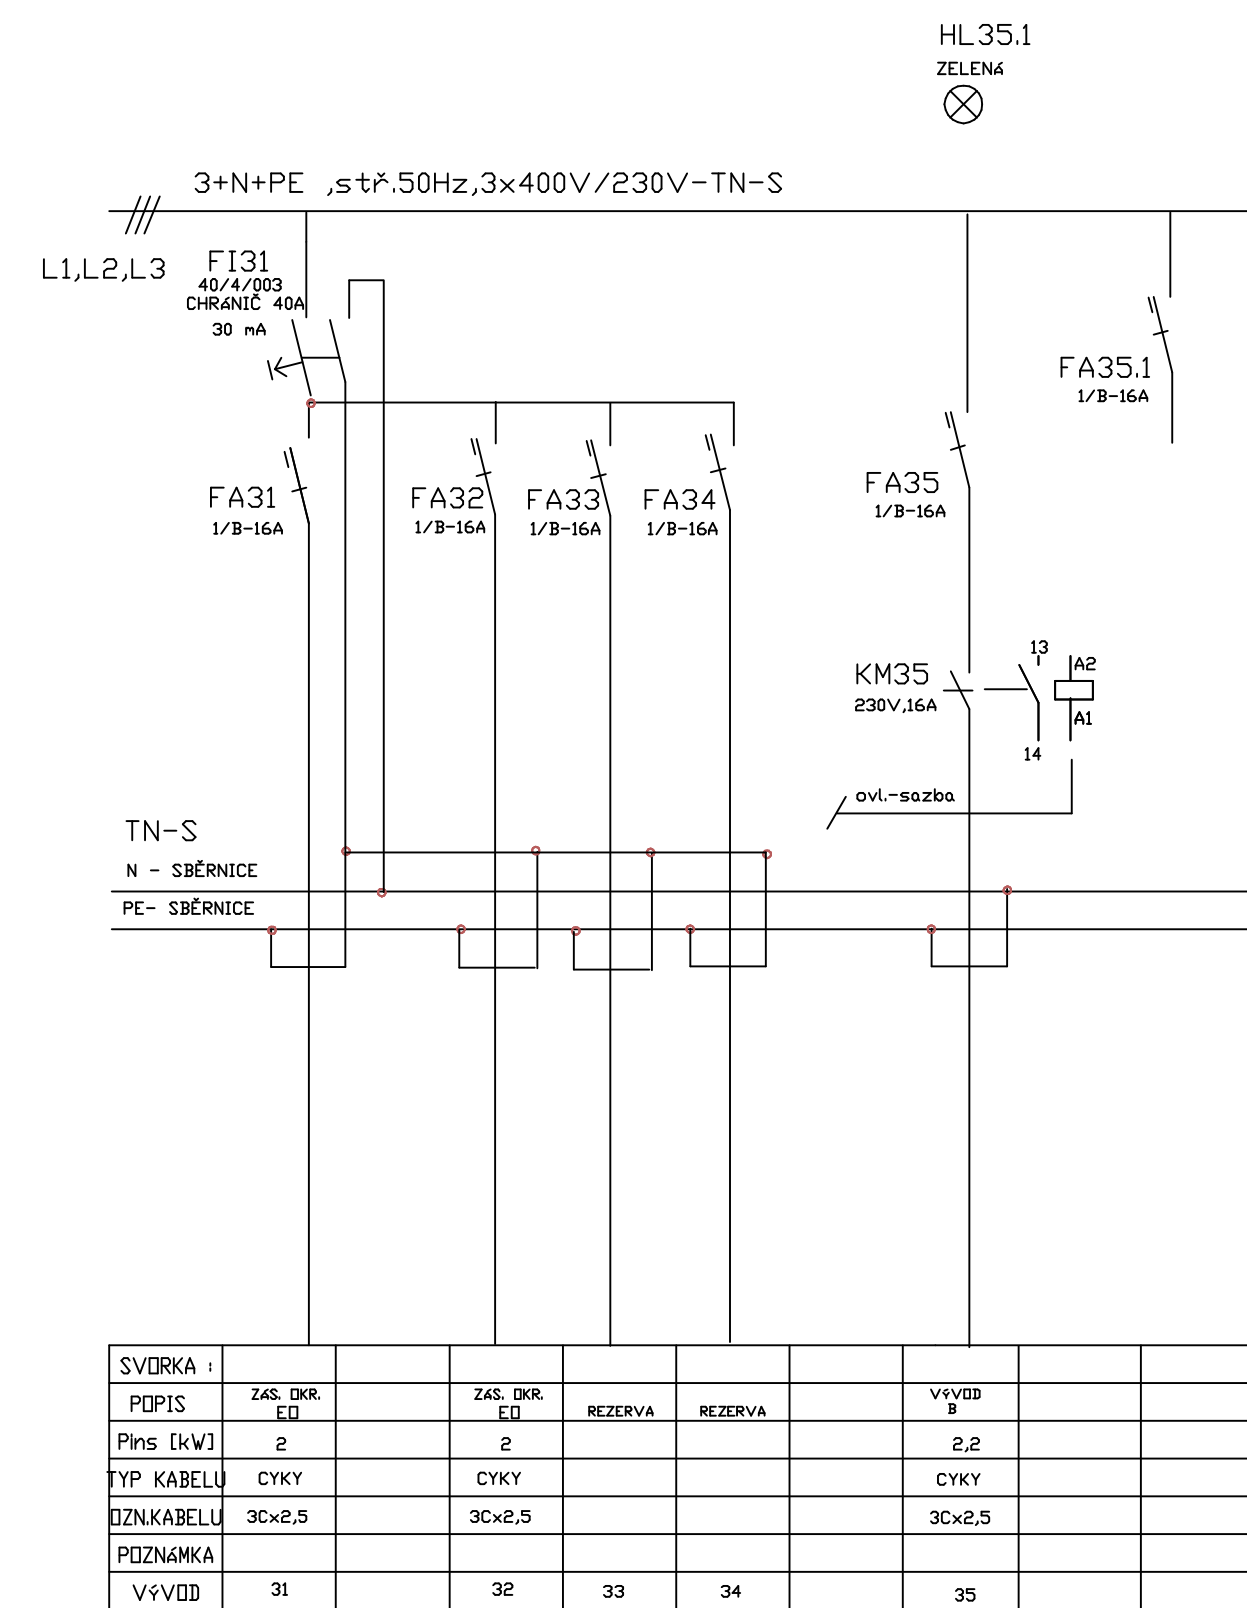 HL35.1
ZELENÁ
3+N+PE ,stř.50Hz,3x400V/230V-TN-S
L1,L2,L3
FI31
40/4/003
CHRÁNIČ 40A
30 mA
FA35.1
1/B-16A
FA31
1/B-16A
FA32
1/B-16A
FA33
1/B-16A
FA34
1/B-16A
FA35
1/B-16A
KM35
230V,16A
13
14
A2
A1
ovl.-sazba
TN-S
N - SBĚRNICE
PE- SBĚRNICE
SVORKA :
POPIS ZÁS. OKR. EO ZÁS. OKR. EO REZERVA REZERVA VÝVOD B
Pins [kW] 2 2 2,2
TYP KABELU CYKY CYKY CYKY
OZN.KABELU 3Cx2,5 3Cx2,5 3Cx2,5
POZNÁMKA
VÝVOD 31 32 33 34 35